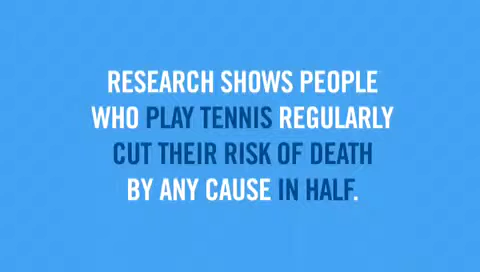 RESEARCH SHOWS PEOPLE
WHO PLAY TENNIS REGULARLY
CUT THEIR RISK OF DEATH
BY ANY CAUSE IN HALF.